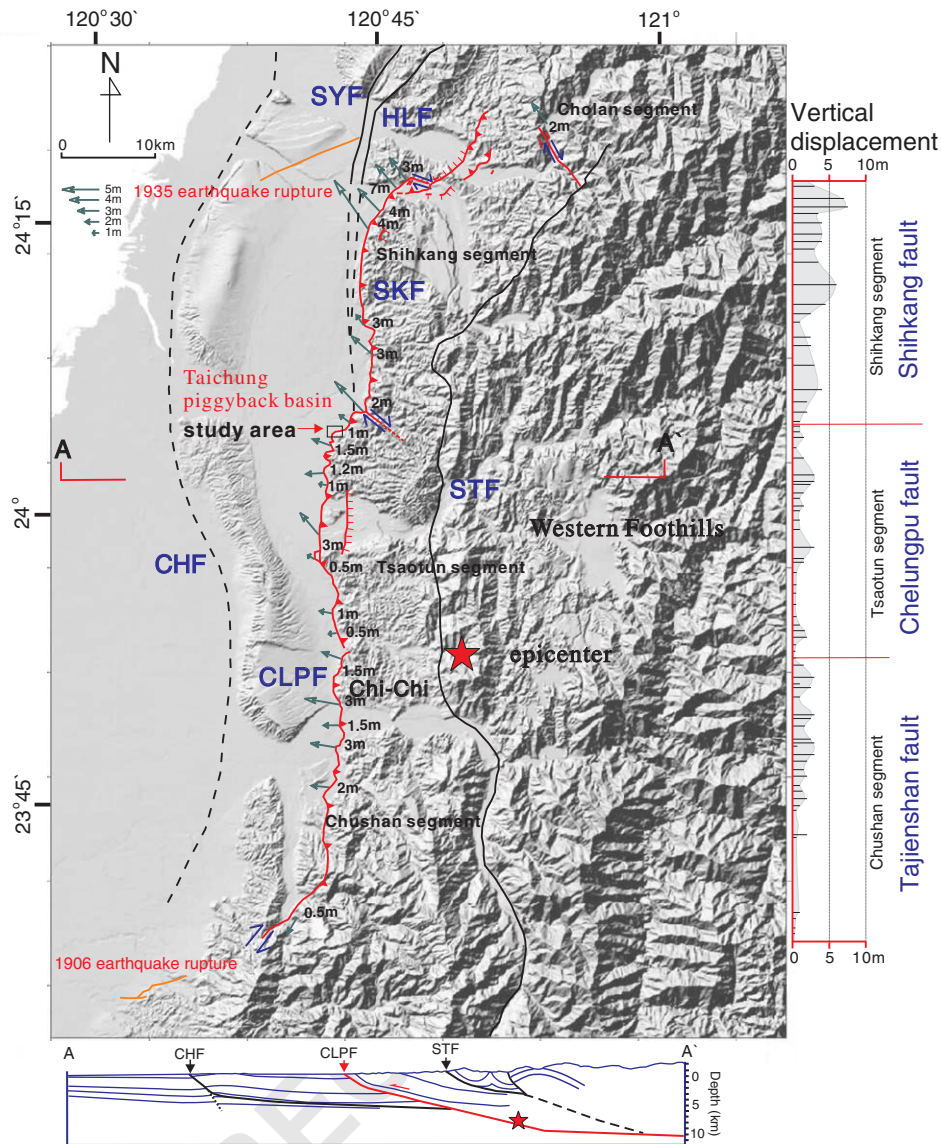 120°30` 120°45` 121°
N
0 10km
5m
4m
3m
2m
1m
1935 earthquake rupture
SYF
HLF
Cholan segment
2m
3m
7m
4m
4m
24°15`
Shihkang segment
SKF
3m
3m
2m
Taichung
piggyback basin
study area
1m
1.5m
1.2m
1m
A A`
STF
24°
Western Foothills
3m
0.5m
Tsaotun segment
CHF
1m
0.5m
epicenter
CLPF
1.5m
Chi-Chi
3m
1.5m
3m
23°45`
2m
Chushan segment
0.5m
1906 earthquake rupture
Vertical
displacement
0 5 10m
Shihkang segment
Shihkang fault
Tsaotun segment
Chelungpu fault
Chushan segment
Tajienshan fault
0 5 10m
A CHF CLPF STF A`
0
5
10
Depth (km)